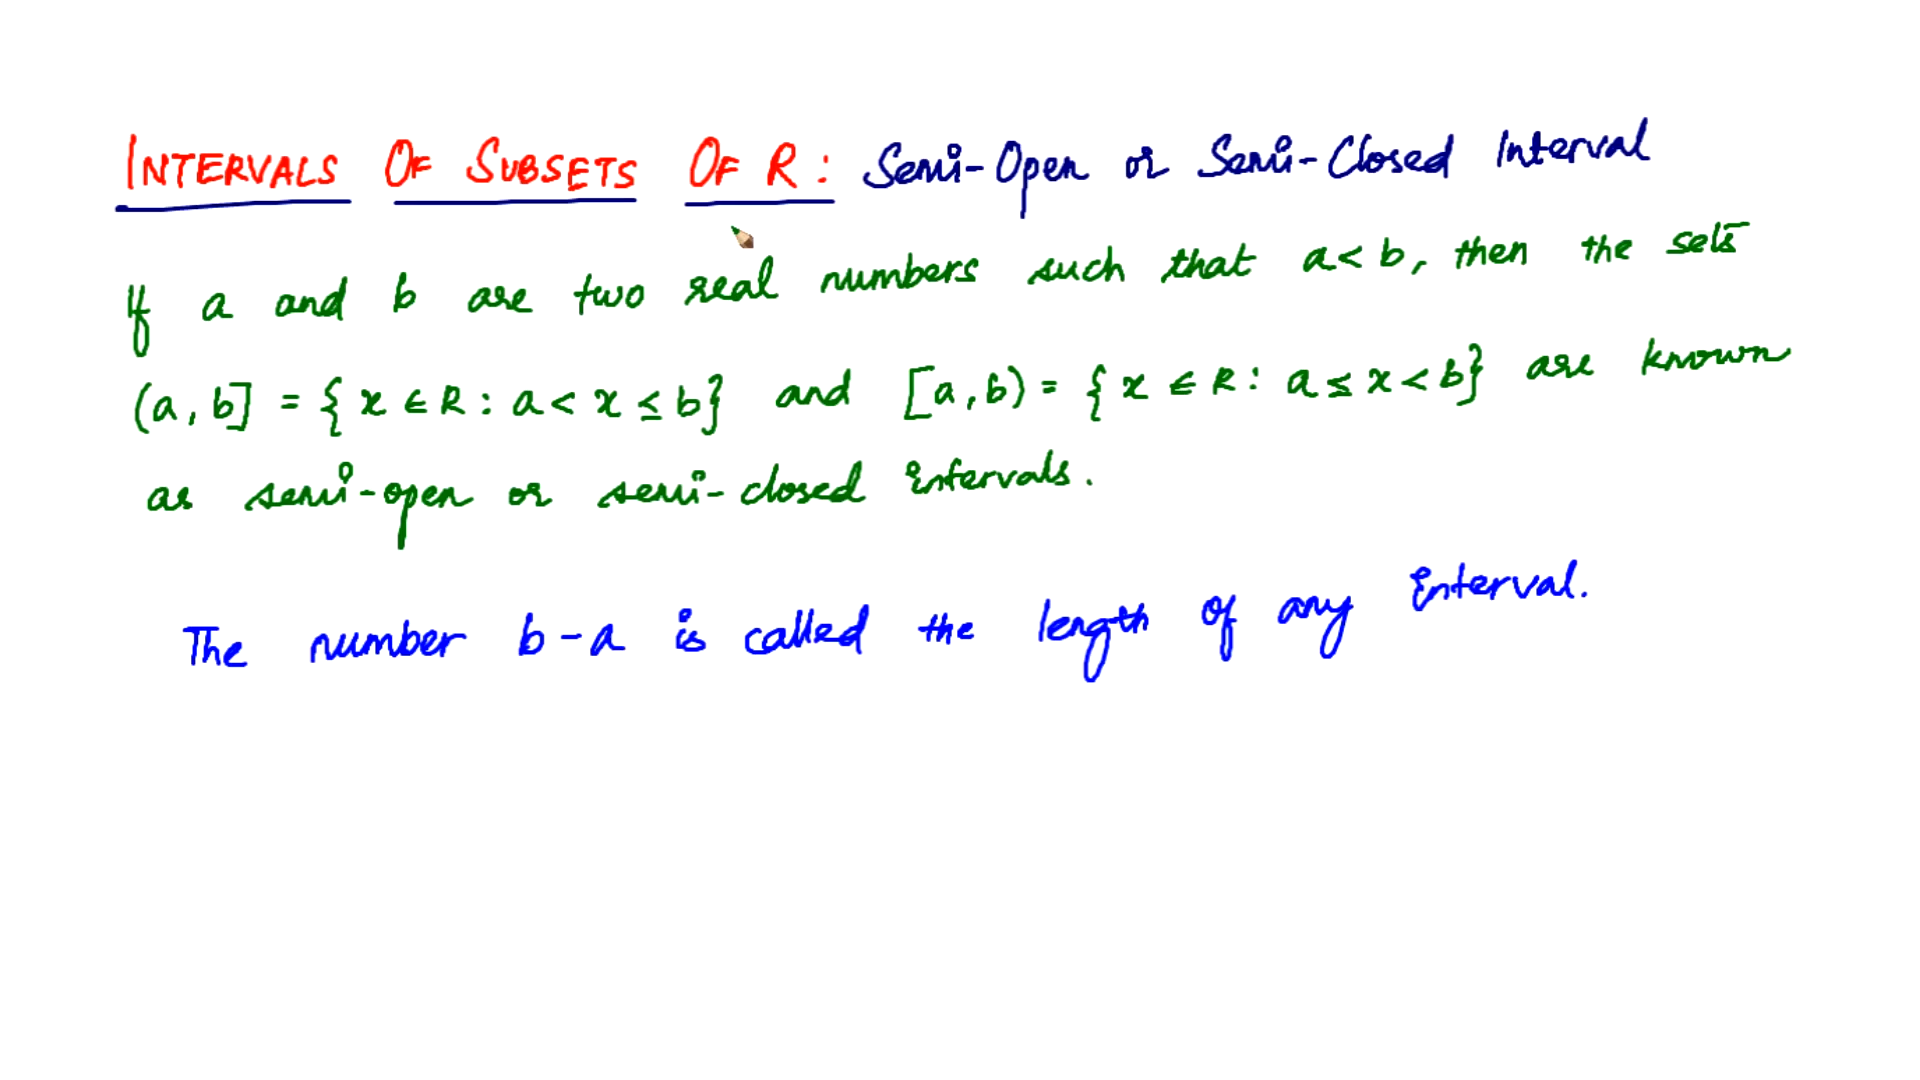 INTERVALS OF SUBSETS OF R: Semi-Open or Semi-Closed Interval
If a and b are two real numbers such that a < b, then the sets
(a, b] = {x ∈ R : a < x ≤ b} and [a, b) = {x ∈ R : a ≤ x < b} are known
as semi-open or semi-closed intervals.
The number b - a is called the length of any interval.